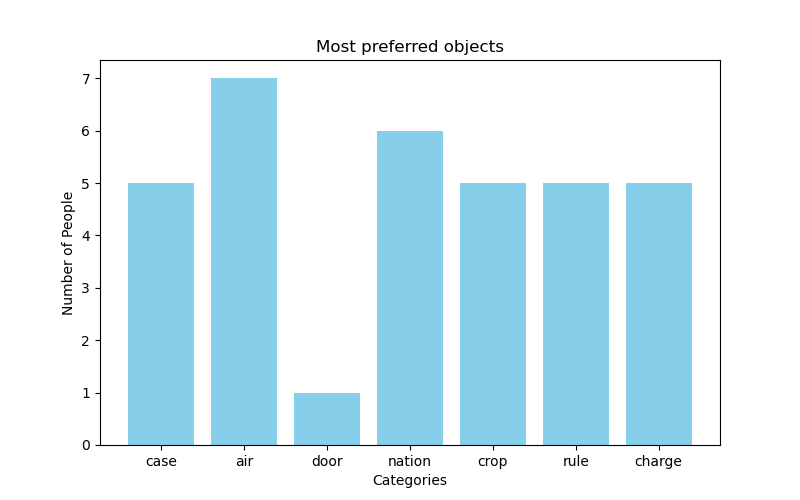 Most preferred objects
Number of People
7
6
5
4
3
2
1
0
case air door nation crop rule charge
Categories